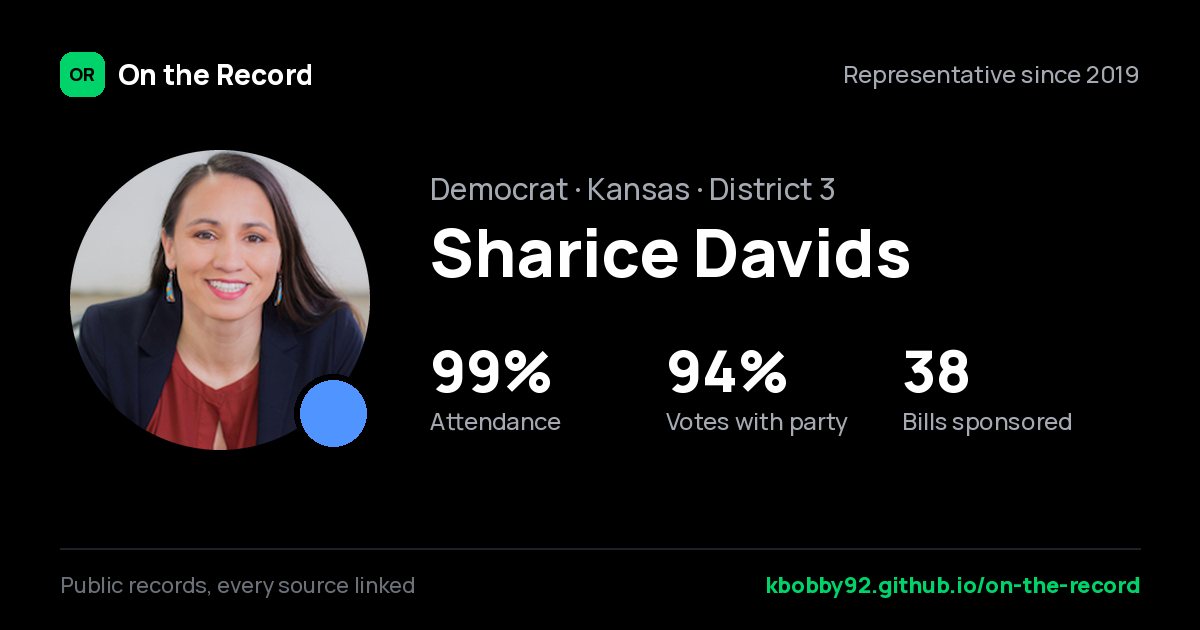 OR On the Record
Representative since 2019
Democrat · Kansas · District 3
Sharice Davids
99% 94% 38
Attendance Votes with party Bills sponsored
Public records, every source linked
kbobby92.github.io/on-the-record